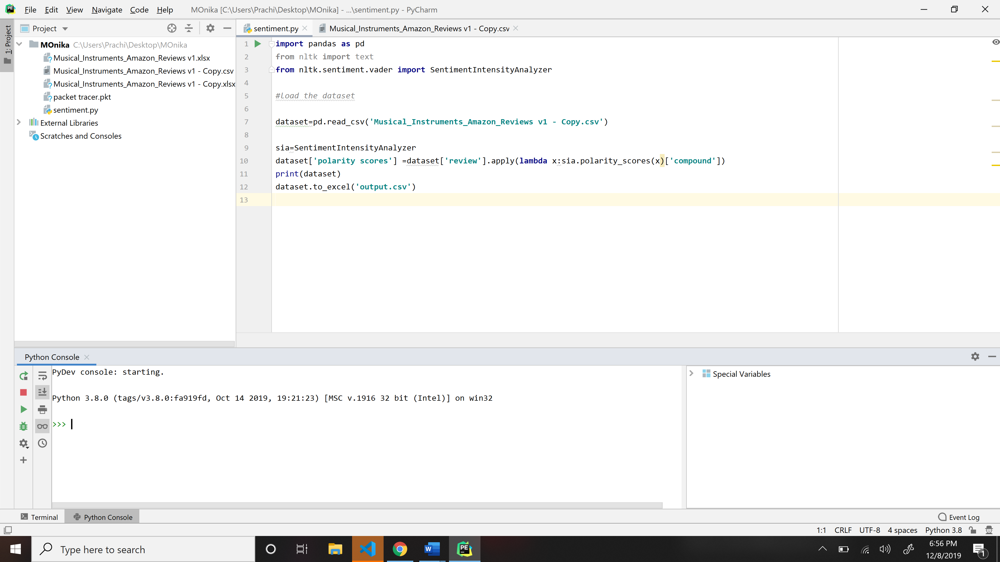 PE File Edit View Navigate Code Help MOnika [C:\Users\Prachi\Desktop\MOnika] - ...\sentiment.py - PyCharm
1: Project
Project
MOnika C:\Users\Prachi\Desktop\MOnika
Musical_Instruments_Amazon_Reviews v1.xlsx
Musical_Instruments_Amazon_Reviews v1 - Copy.csv
Musical_Instruments_Amazon_Reviews v1 - Copy.xlsx
packet tracer.pkt
sentiment.py
External Libraries
Scratches and Consoles
sentiment.py Musical_Instruments_Amazon_Reviews v1 - Copy.csv
1 import pandas as pd
2 from nltk import text
3 from nltk.sentiment.vader import SentimentIntensityAnalyzer
4
5 #load the dataset
6
7 dataset=pd.read_csv('Musical_Instruments_Amazon_Reviews v1 - Copy.csv')
8
9 sia=SentimentIntensityAnalyzer
10 dataset['polarity scores'] =dataset['review'].apply(lambda x:sia.polarity_scores(x)['compound'])
11 print(dataset)
12 dataset.to_excel('output.csv')
13
Python Console
PyDev console: starting.
Python 3.8.0 (tags/v3.8.0:fa919fd, Oct 14 2019, 19:21:23) [MSC v.1916 32 bit (Intel)] on win32
>>>
Special Variables
Terminal Python Console Event Log
1:1 CRLF UTF-8 4 spaces Python 3.8
Type here to search
W
PE
6:56 PM
12/8/2019
1